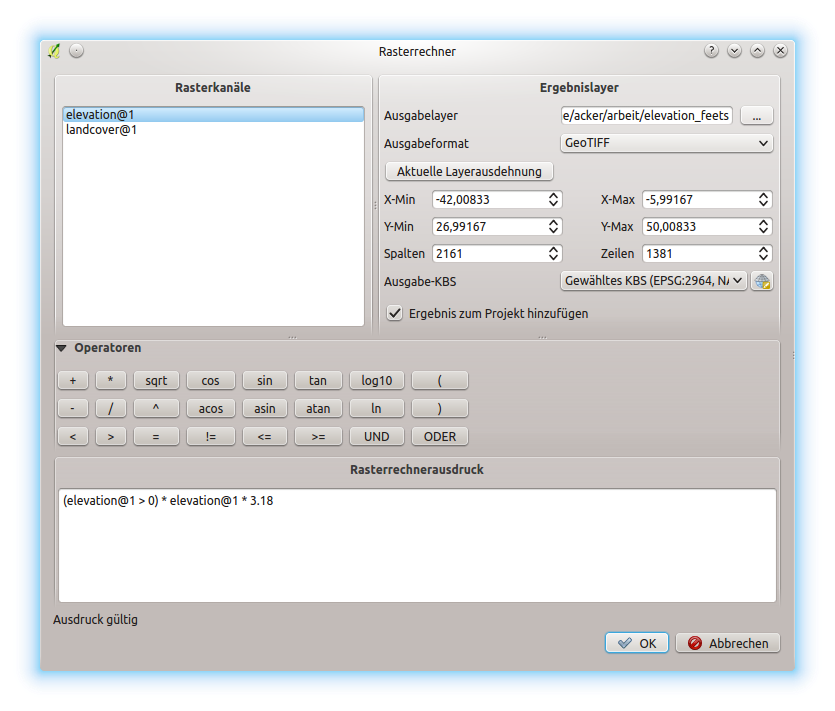 Rasterrechner
Rasterkanäle
elevation@1
landcover@1
Ergebnislayer
Ausgabelayer e/acker/arbeit/elevation_feets ...
Ausgabeformat GeoTIFF
Aktuelle Layerausdehnung
X-Min -42,00833 X-Max -5,99167
Y-Min 26,99167 Y-Max 50,00833
Spalten 2161 Zeilen 1381
Ausgabe-KBS Gewähltes KBS (EPSG:2964, NA
Ergebnis zum Projekt hinzufügen
Operatoren
+ * sqrt cos sin tan log10 (
- / ^ acos asin atan ln )
< > = != <= >= UND ODER
Rasterrechnerausdruck
(elevation@1 > 0) * elevation@1 * 3.18
Ausdruck gültig
OK Abbrechen